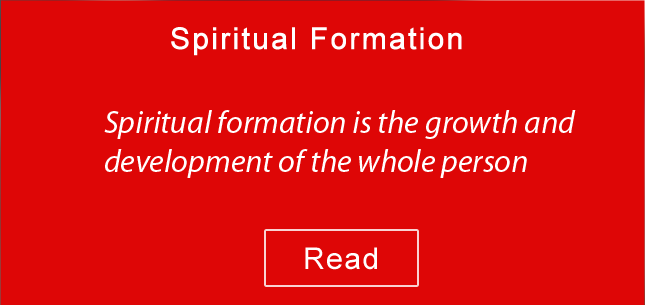 Spiritual Formation
Spiritual formation is the growth and
development of the whole person
Read